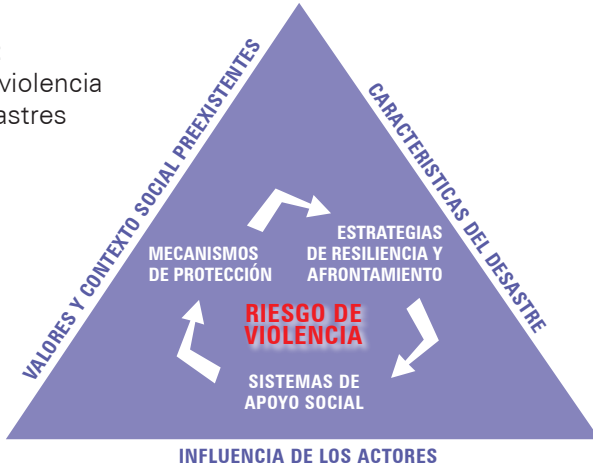 violencia
astres
VALORES Y CONTEXTO SOCIAL PREEXISTENTES
CARACTERISTICAS DEL DESASTRE
MECANISMOS
DE PROTECCIÓN
ESTRATEGIAS
DE RESILIENCIA Y
AFRONTAMIENTO
RIESGO DE
VIOLENCIA
SISTEMAS DE
APOYO SOCIAL
INFLUENCIA DE LOS ACTORES